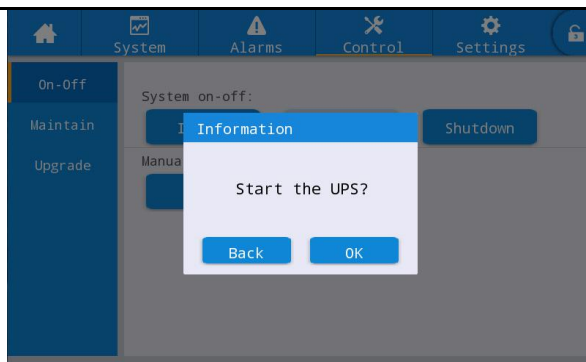 System Alarms Control Settings
On-Off
System on-off:
Maintain
Information
Shutdown
Upgrade
Manua
Start the UPS?
Back OK